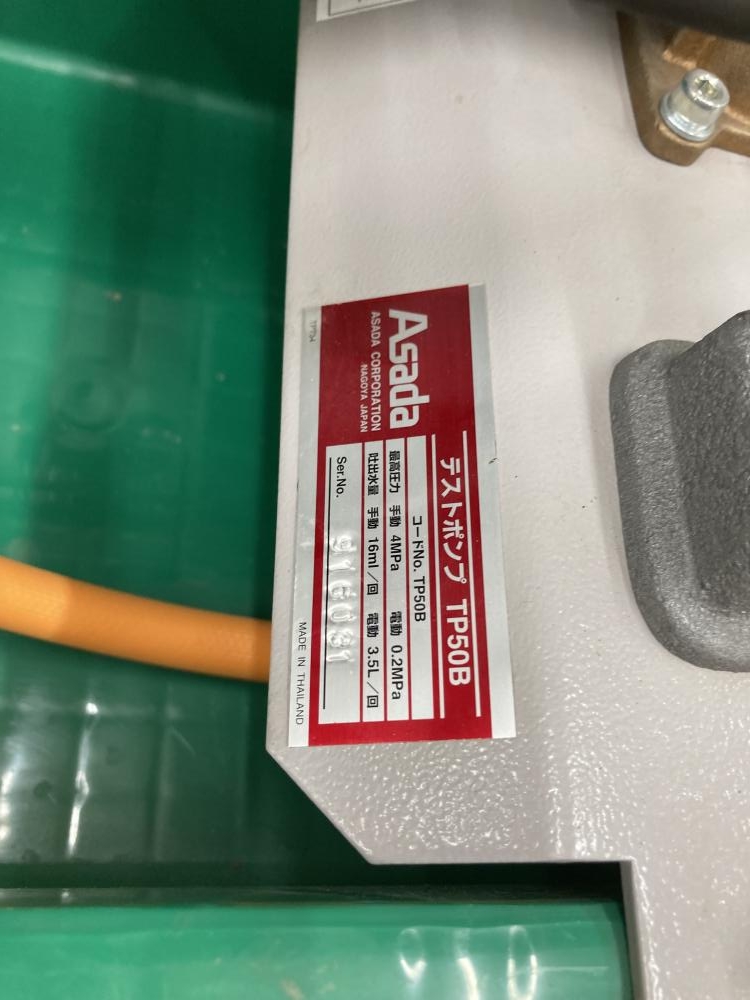 Asada
ASADA CORPORATION
NAGOYA JAPAN
テストポンプ TP50B
コードNo. TP50B
最高圧力 手動 4MPa 電動 0.2MPa
吐出水量 手動 16ml/回 電動 3.5L/回
Ser.No.
MADE IN THAILAND